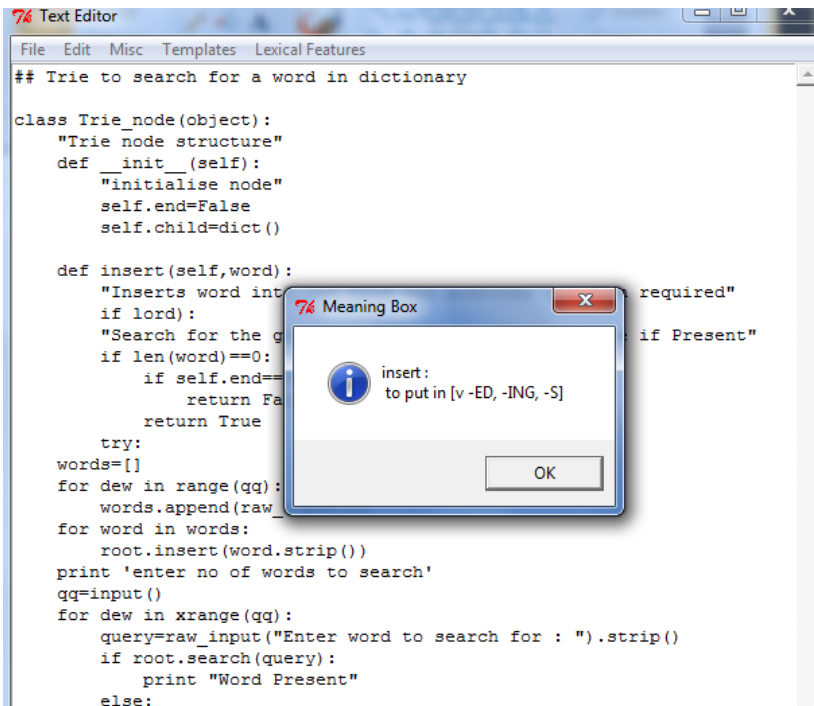 Text Editor
File Edit Misc Templates Lexical Features
## Trie to search for a word in dictionary
class Trie_node(object):
    "Trie node structure"
    def __init__(self):
        "initialise node"
        self.end=False
        self.child=dict()
    def insert(self,word):
        "Inserts word int required"
        if lord):
        "Search for the g if Present"
        if len(word)==0:
            if self.end==
                return Fa
            return True
        try:
    words=[]
    for dew in range(qq):
        words.append(raw_
    for word in words:
        root.insert(word.strip())
    print 'enter no of words to search'
    qq=input()
    for dew in xrange(qq):
        query=raw_input("Enter word to search for : ").strip()
        if root.search(query):
            print "Word Present"
        else:
Meaning Box
insert :
to put in [v -ED, -ING, -S]
OK